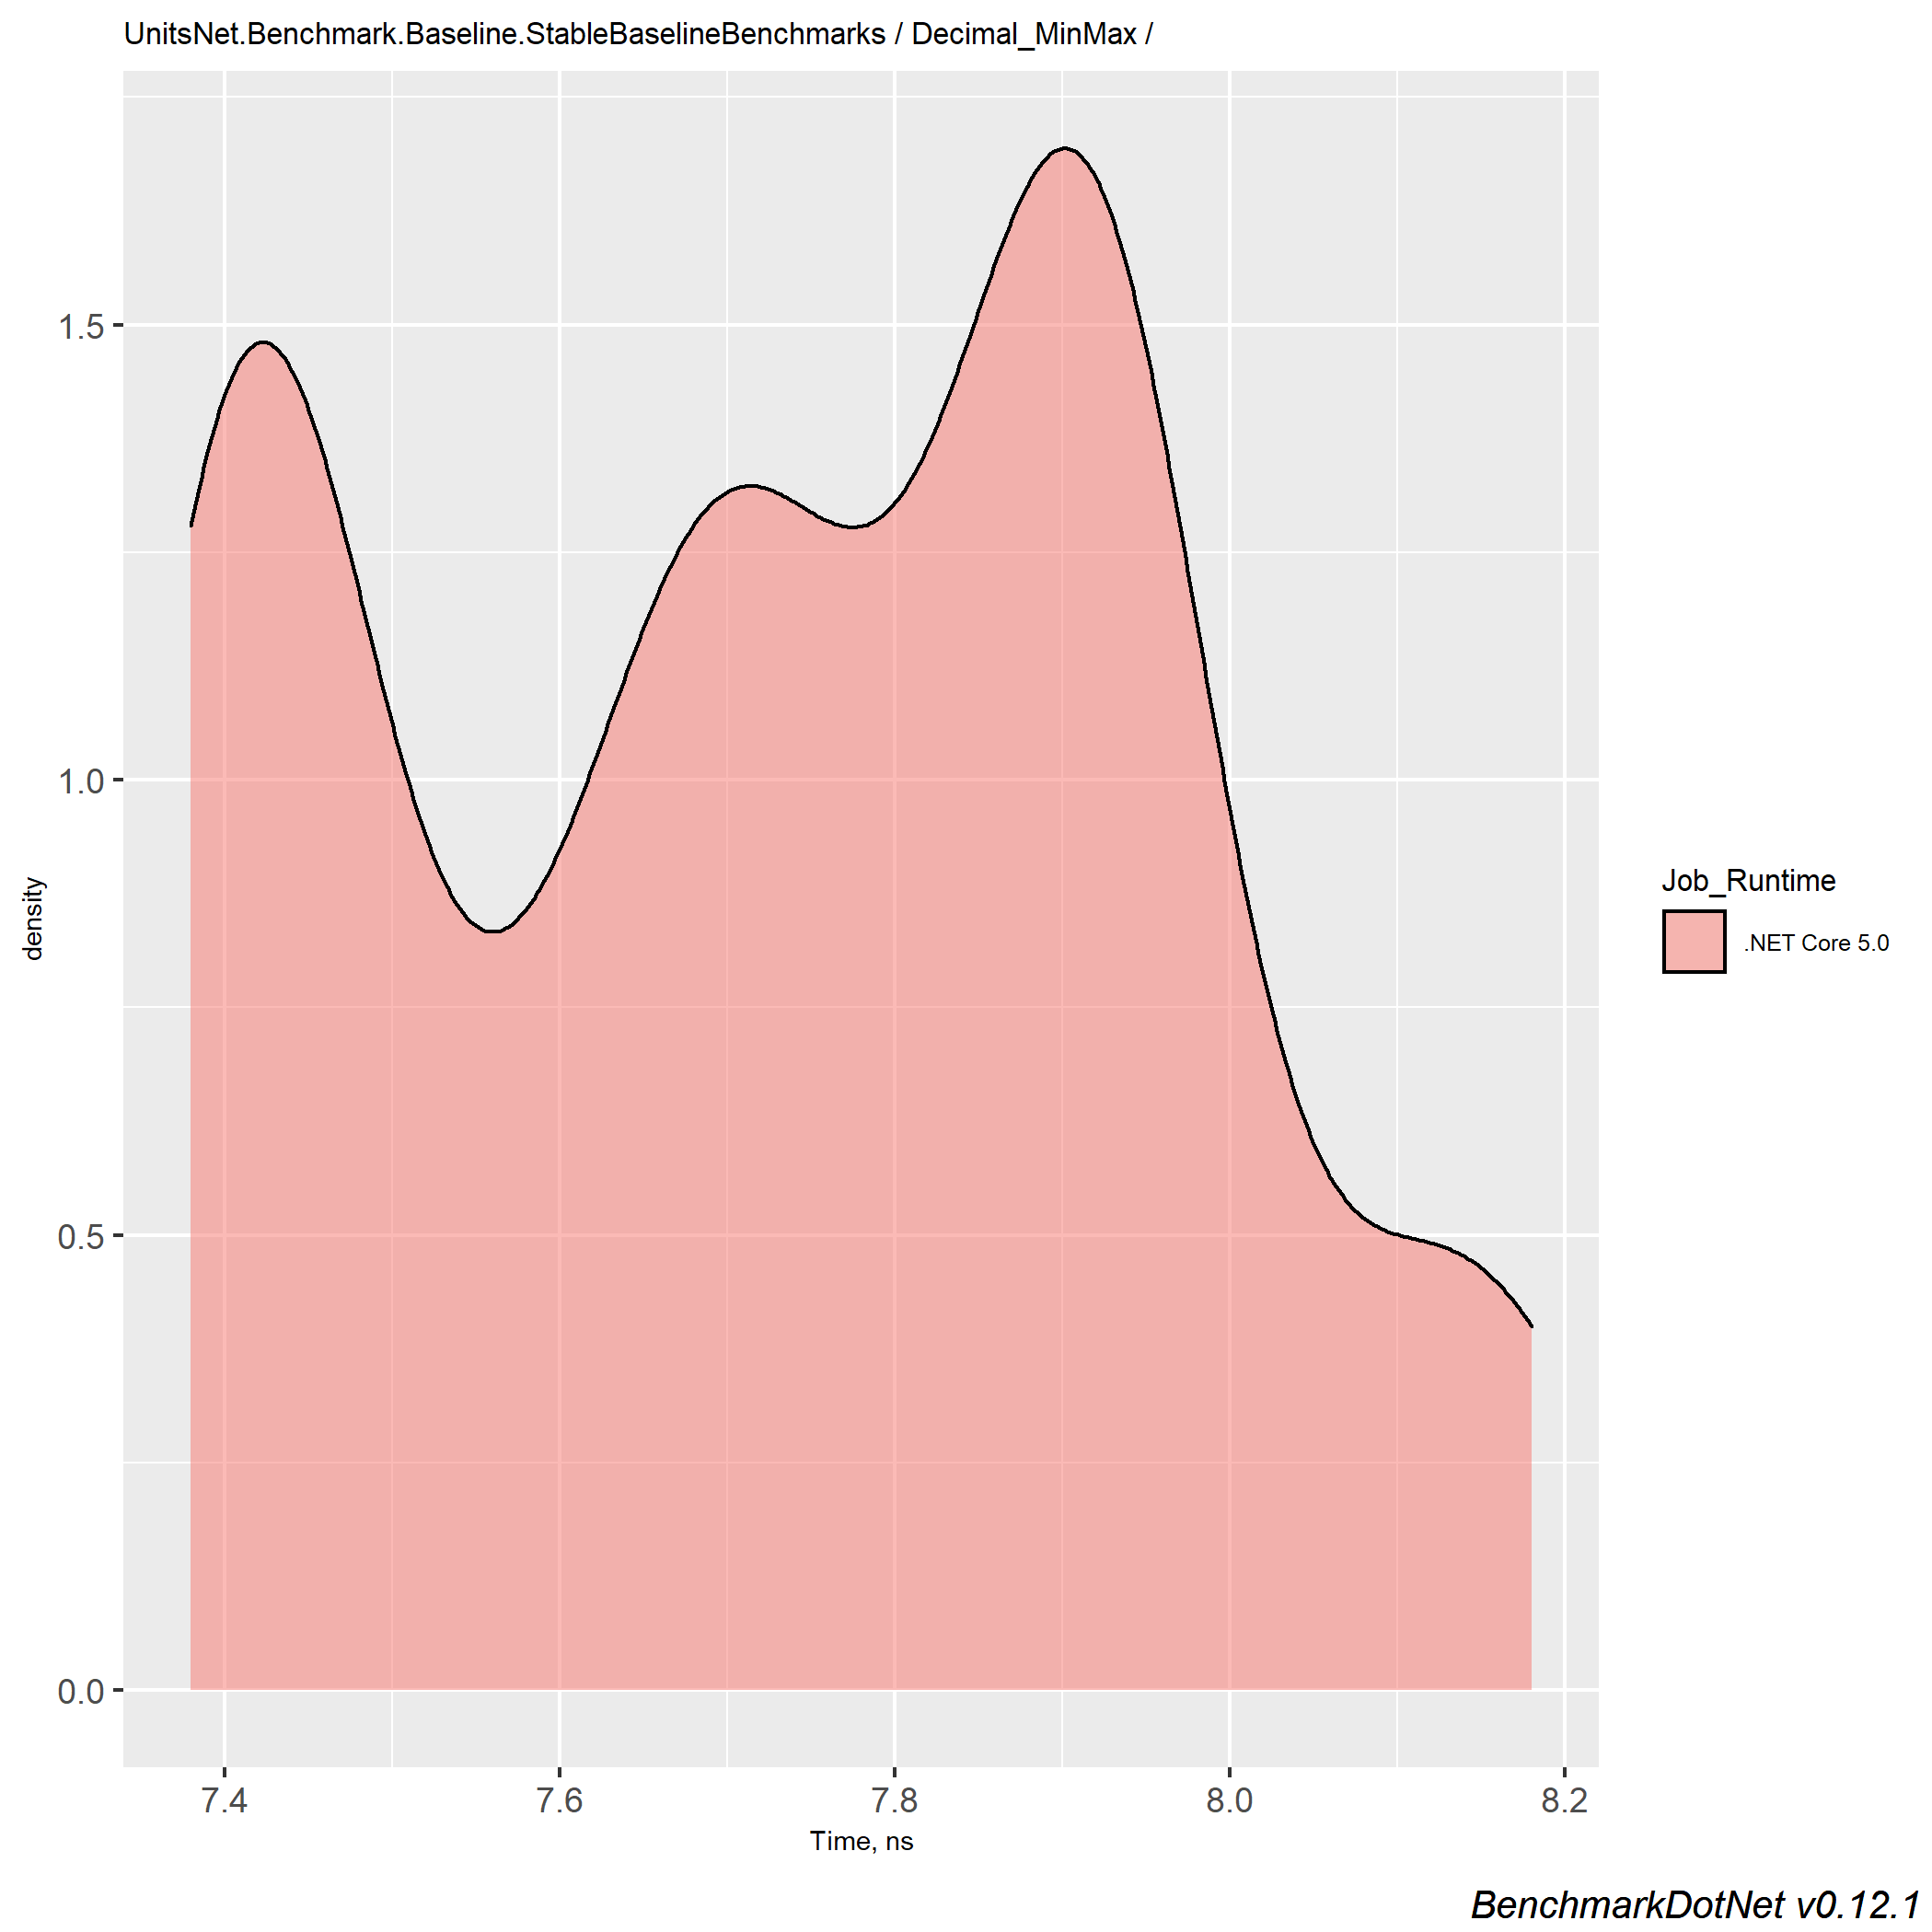 UnitsNet.Benchmark.Baseline.StableBaselineBenchmarks / Decimal_MinMax /
1.5
1.0
0.5
0.0
density
7.4 7.6 7.8 8.0 8.2
Time, ns
Job_Runtime
.NET Core 5.0
BenchmarkDotNet v0.12.1